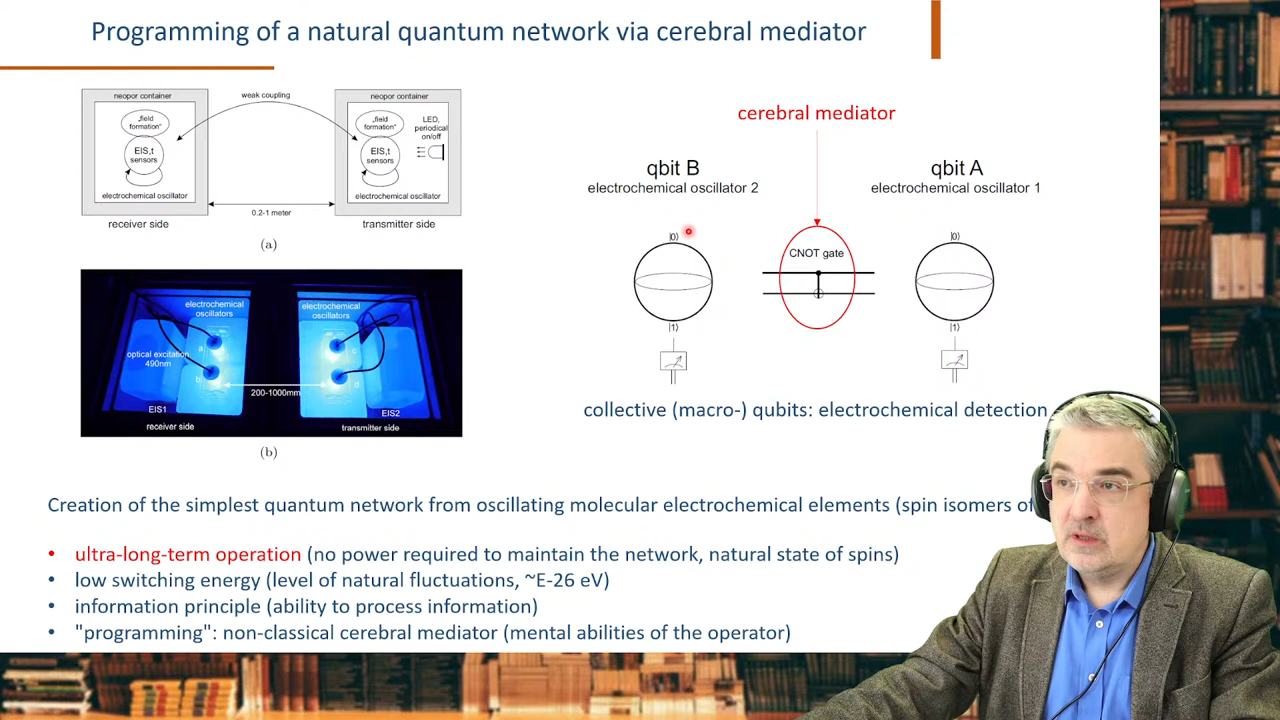 Programming of a natural quantum network via cerebral mediator
neopor container
weak coupling
neopor container
„field
formation"
EIS,t
sensors
electrochemical oscillator
„field
formation"
LED,
periodical
on/off
EIS,t
sensors
electrochemical oscillator
0.2-1 meter
receiver side
transmitter side
(a)
electrochemical
oscillators
electrochemical
oscillators
a
c
optical excitation
490nm
b
d
200-1000mm
EIS1
EIS2
receiver side
transmitter side
(b)
cerebral mediator
qbit B
electrochemical oscillator 2
qbit A
electrochemical oscillator 1
|0⟩
CNOT gate
|0⟩
|1⟩
|1⟩
collective (macro-) qubits: electrochemical detection
Creation of the simplest quantum network from oscillating molecular electrochemical elements (spin isomers of
• ultra-long-term operation (no power required to maintain the network, natural state of spins)
• low switching energy (level of natural fluctuations, ~E-26 eV)
• information principle (ability to process information)
• "programming": non-classical cerebral mediator (mental abilities of the operator)